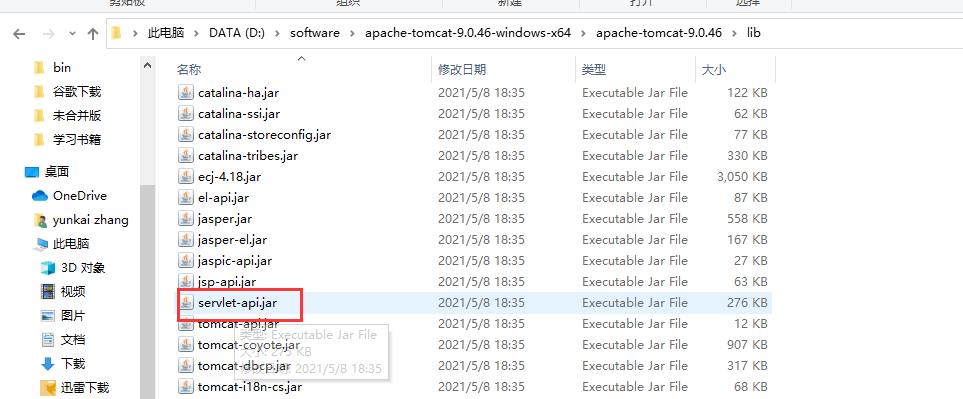 剪贴板 组织 新建 打开 选择
此电脑 › DATA (D:) › software › apache-tomcat-9.0.46-windows-x64 › apache-tomcat-9.0.46 › lib
bin
谷歌下载
未合并版
学习书籍
桌面
OneDrive
yunkai zhang
此电脑
3D 对象
视频
图片
文档
下载
迅雷下载
名称 修改日期 类型 大小
catalina-ha.jar 2021/5/8 18:35 Executable Jar File 122 KB
catalina-ssi.jar 2021/5/8 18:35 Executable Jar File 62 KB
catalina-storeconfig.jar 2021/5/8 18:35 Executable Jar File 77 KB
catalina-tribes.jar 2021/5/8 18:35 Executable Jar File 330 KB
ecj-4.18.jar 2021/5/8 18:35 Executable Jar File 3,050 KB
el-api.jar 2021/5/8 18:35 Executable Jar File 87 KB
jasper.jar 2021/5/8 18:35 Executable Jar File 558 KB
jasper-el.jar 2021/5/8 18:35 Executable Jar File 167 KB
jaspic-api.jar 2021/5/8 18:35 Executable Jar File 27 KB
jsp-api.jar 2021/5/8 18:35 Executable Jar File 63 KB
servlet-api.jar 2021/5/8 18:35 Executable Jar File 276 KB
tomcat-api.jar 2021/5/8 18:35 Executable Jar File 12 KB
tomcat-coyote.jar 2021/5/8 18:35 Executable Jar File 907 KB
tomcat-dbcp.jar 2021/5/8 18:35 Executable Jar File 317 KB
tomcat-i18n-cs.jar 2021/5/8 18:35 Executable Jar File 68 KB
类型: Executable Jar File
大小: 275 KB
修改日期: 2021/5/8 18:35